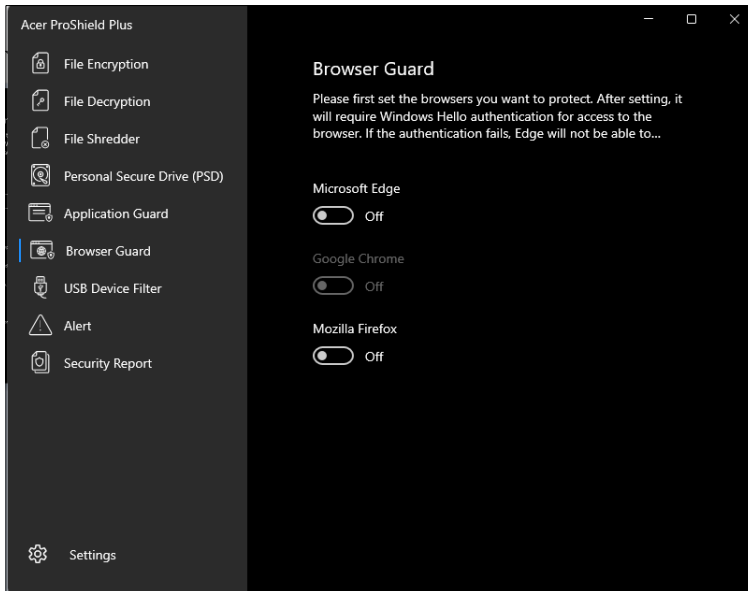 Acer ProShield Plus
File Encryption
File Decryption
File Shredder
Personal Secure Drive (PSD)
Application Guard
Browser Guard
USB Device Filter
Alert
Security Report
Settings
Browser Guard
Please first set the browsers you want to protect. After setting, it
will require Windows Hello authentication for access to the
browser. If the authentication fails, Edge will not be able to...
Microsoft Edge
Off
Google Chrome
Off
Mozilla Firefox
Off